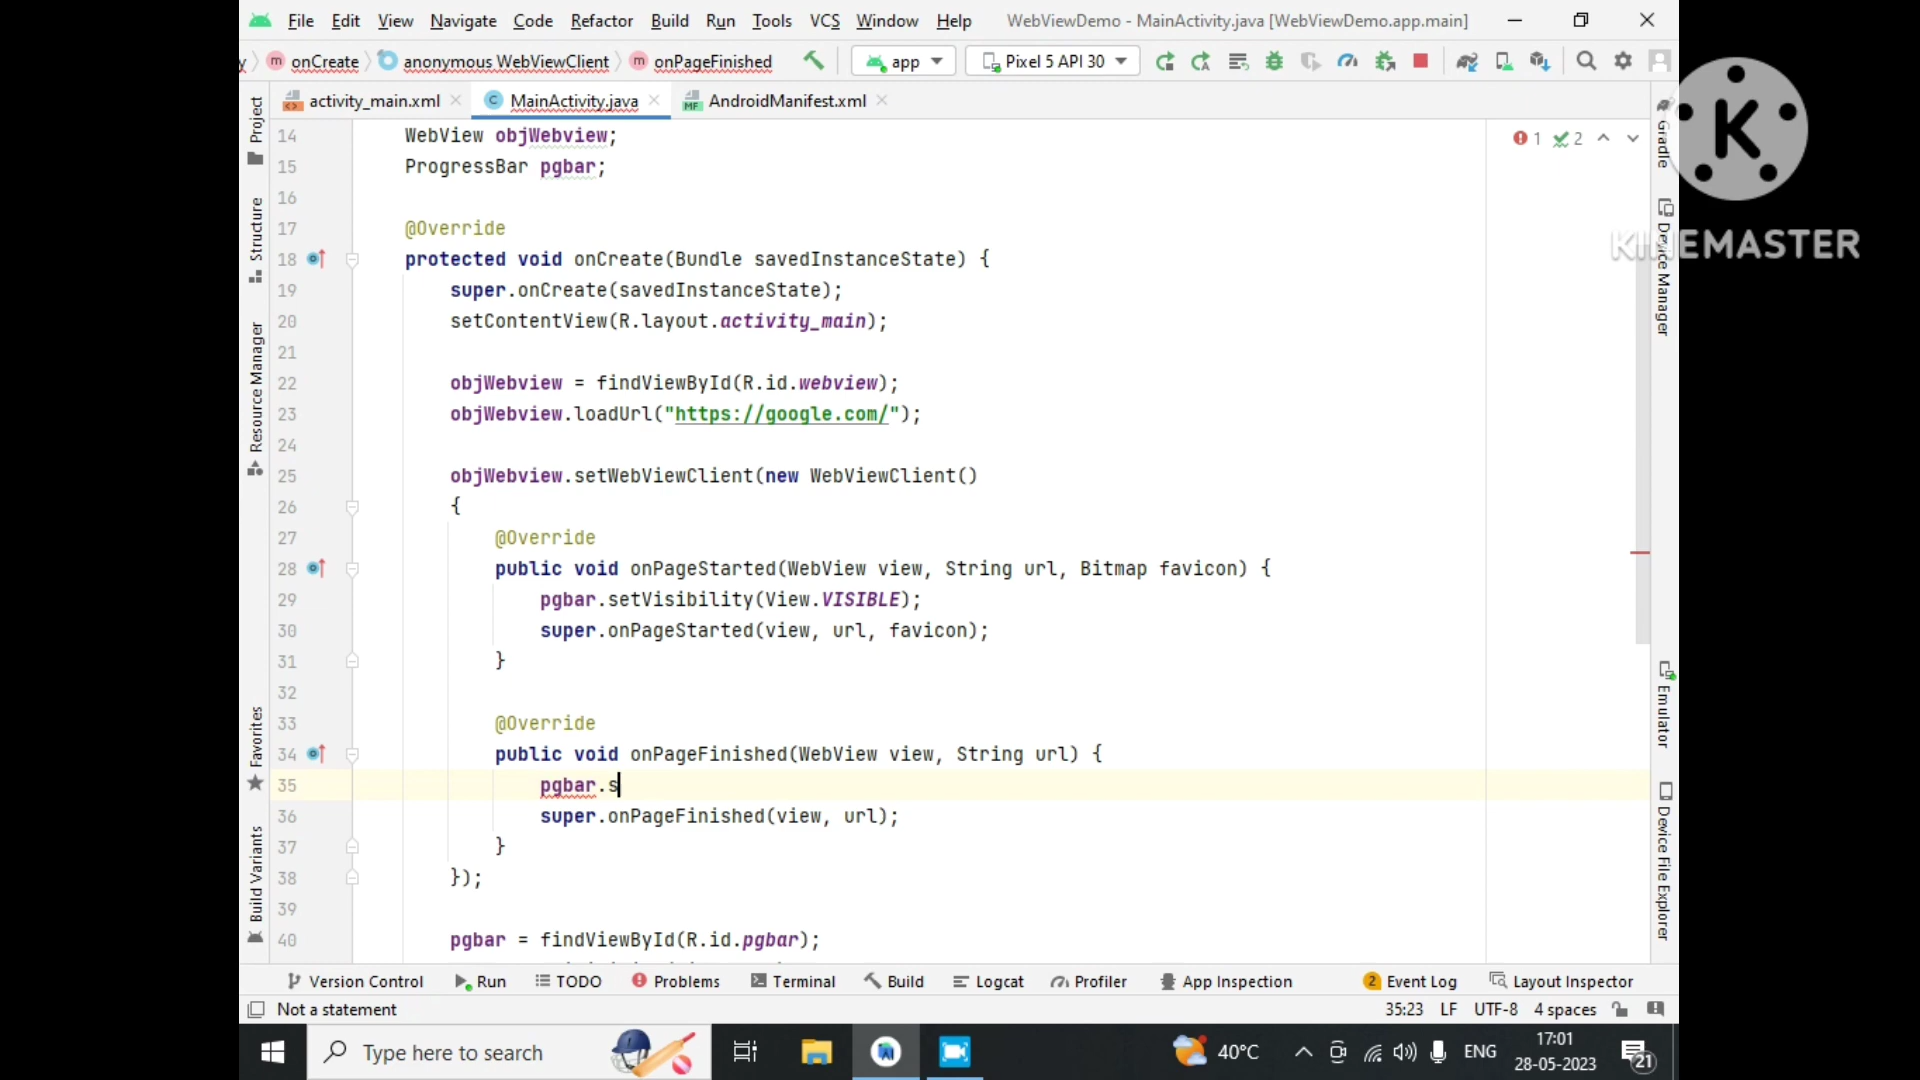 File Edit View Navigate Code Refactor Build Run Tools VCS Window Help WebViewDemo - MainActivity.java [WebViewDemo.app.main]
onCreate anonymous WebViewClient onPageFinished app Pixel 5 API 30
activity_main.xml MainActivity.java AndroidManifest.xml
14 WebView objWebview;
15 ProgressBar pgbar;
16
17 @Override
18 protected void onCreate(Bundle savedInstanceState) {
19 super.onCreate(savedInstanceState);
20 setContentView(R.layout.activity_main);
21
22 objWebview = findViewById(R.id.webview);
23 objWebview.loadUrl("https://google.com/");
24
25 objWebview.setWebViewClient(new WebViewClient()
26 {
27 @Override
28 public void onPageStarted(WebView view, String url, Bitmap favicon) {
29 pgbar.setVisibility(View.VISIBLE);
30 super.onPageStarted(view, url, favicon);
31 }
32
33 @Override
34 public void onPageFinished(WebView view, String url) {
35 pgbar.s
36 super.onPageFinished(view, url);
37 }
38 });
39
40 pgbar = findViewById(R.id.pgbar);
1 2
Project
Structure
Resource Manager
Favorites
Build Variants
Gradle
Device Manager
Emulator
Device File Explorer
K
KINEMASTER
Version Control Run TODO Problems Terminal Build Logcat Profiler App Inspection 2 Event Log Layout Inspector
Not a statement 35:23 LF UTF-8 4 spaces
Type here to search 40°C ENG 17:01
28-05-2023 21